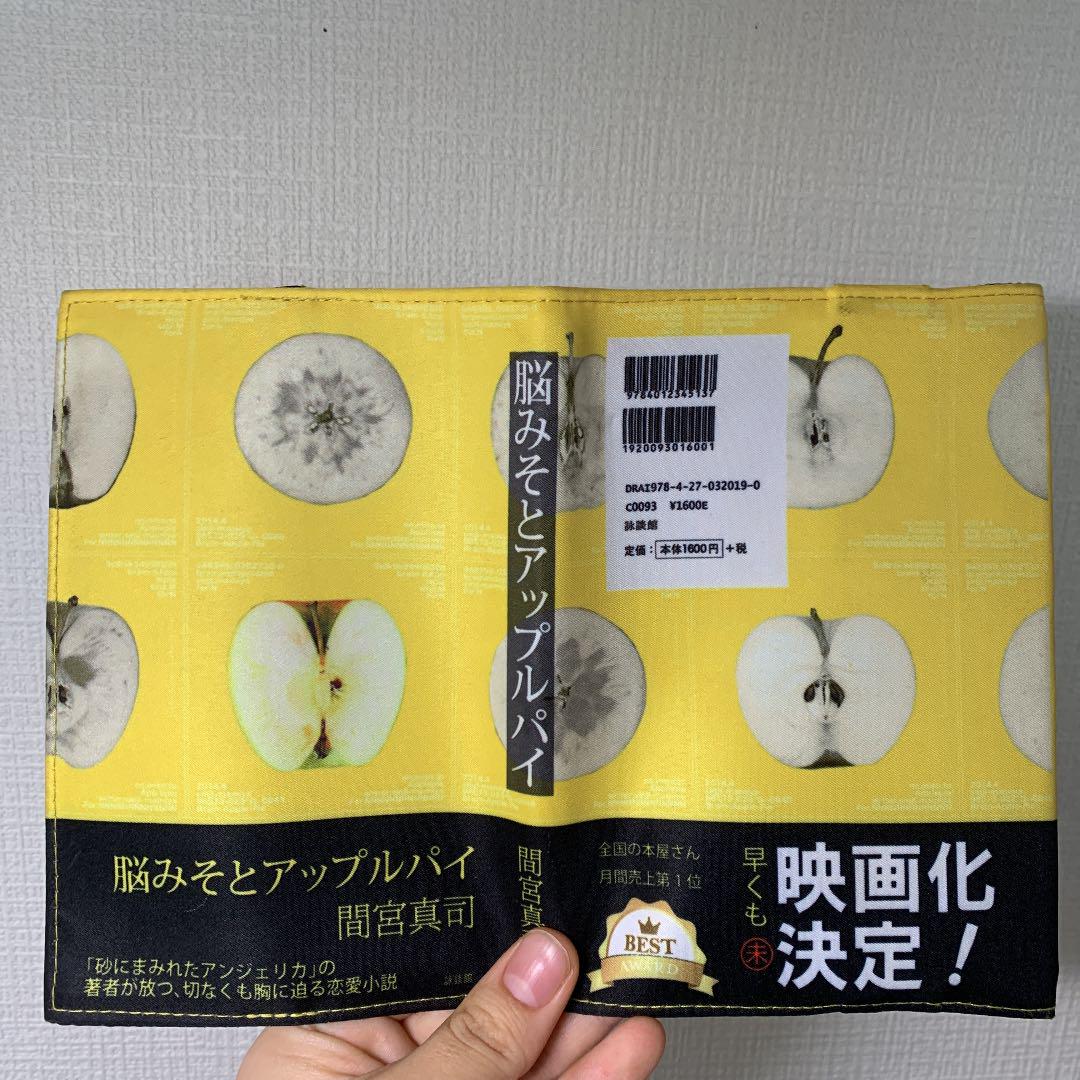 脳みそとアップルパイ
間宮真司
「砂にまみれたアンジェリカ」の
著者が放つ、切なくも胸に迫る恋愛小説
詠談館
脳みそとアップルパイ
間宮真
9784012345137
1920093016001
DRAI978-4-27-032019-0
C0093 ¥1600E
詠談館
定価：本体1600円+税
全国の本屋さん
月間売上第1位
BEST
AWARD
早くも
未
映画化
決定！